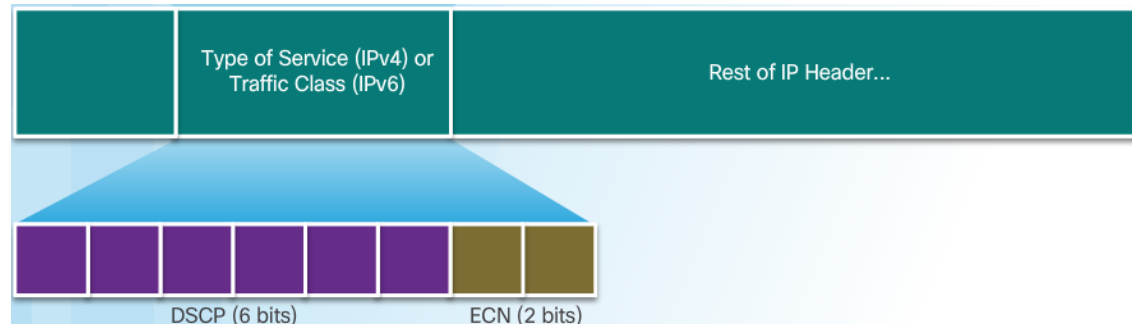 Type of Service (IPv4) or
Traffic Class (IPv6)
Rest of IP Header...
DSCP (6 bits)
ECN (2 bits)